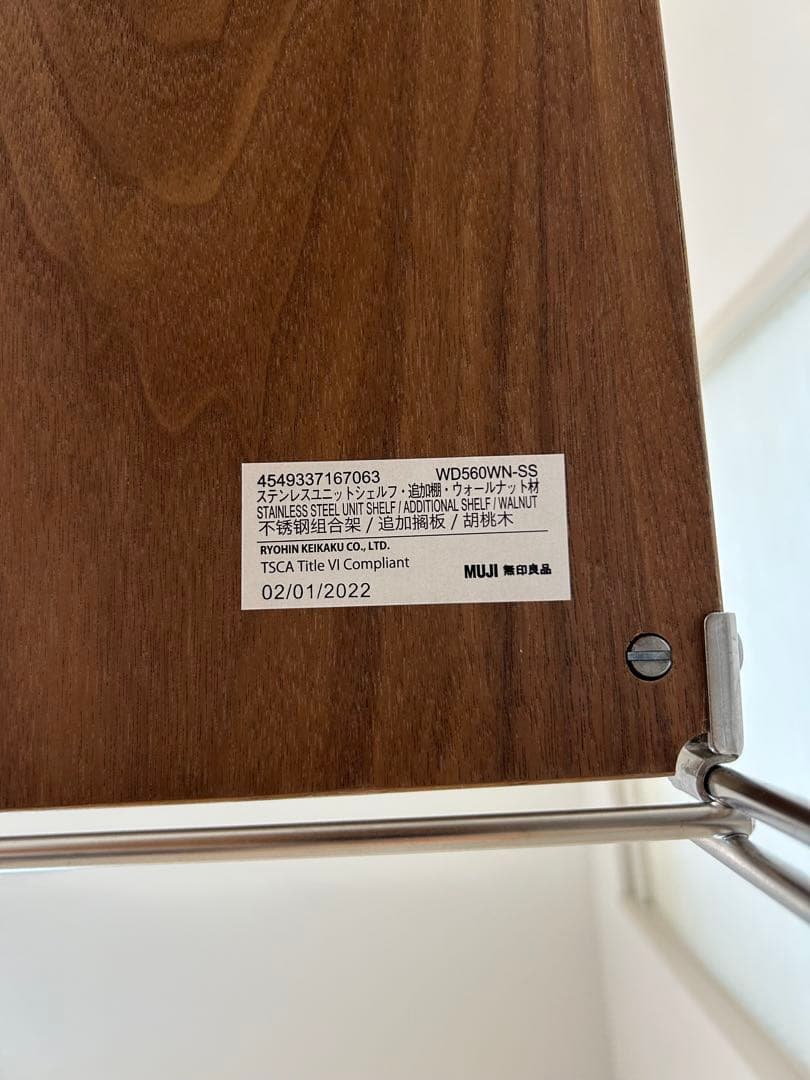 4549337167063 WD560WN-SS
ステンレスユニットシェルフ・追加棚・ウォールナット材
STAINLESS STEEL UNIT SHELF / ADDITIONAL SHELF / WALNUT
不锈钢组合架 / 追加搁板 / 胡桃木
RYOHIN KEIKAKU CO., LTD.
TSCA Title VI Compliant
MUJI 無印良品
02/01/2022